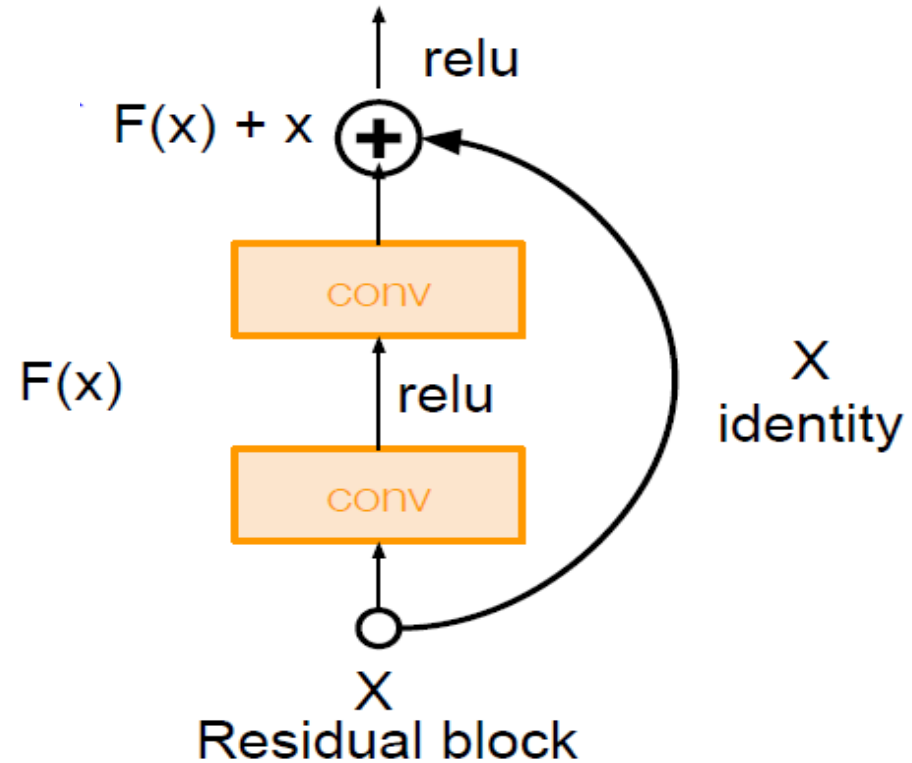 relu
F(x) + x
conv
F(x)
relu
X
identity
conv
X
Residual block